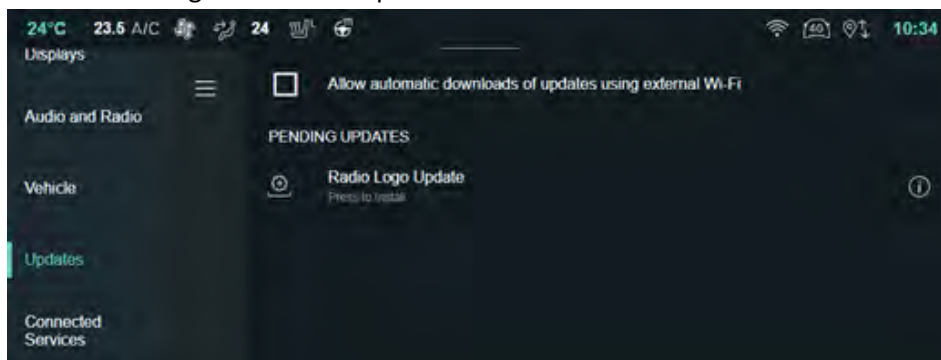 24°C 23.5 A/C 24 4G 10:34
Displays
Allow automatic downloads of updates using external Wi-Fi
Audio and Radio
PENDING UPDATES
Radio Logo Update
Vehicle
Press to Install
Updates
Connected
Services